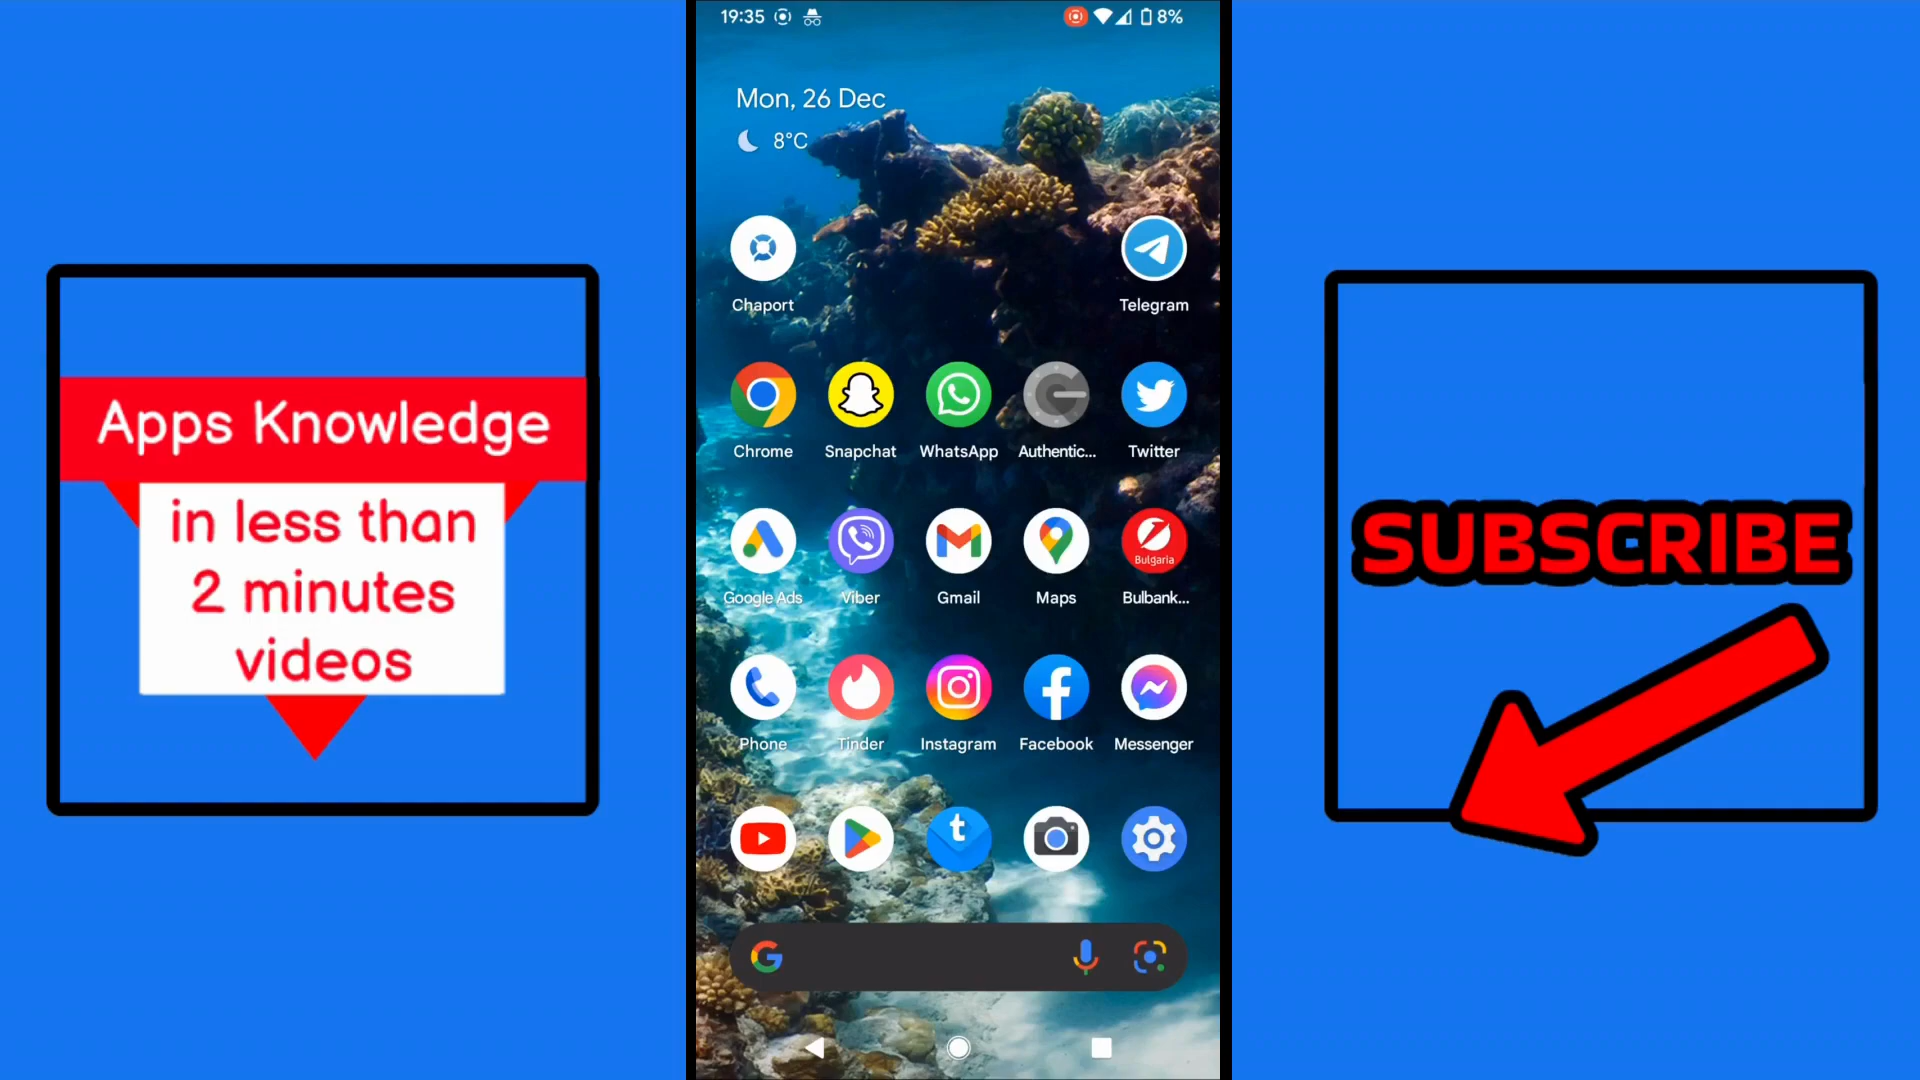 19:35
8%
Mon, 26 Dec
8°C
Chaport
Telegram
Chrome
Snapchat
WhatsApp
Authentic...
Twitter
Bulgaria
Google Ads
Viber
Gmail
Maps
Bulbank...
Phone
Tinder
Instagram
Facebook
Messenger
Apps Knowledge
in less than
2 minutes
videos
SUBSCRIBE